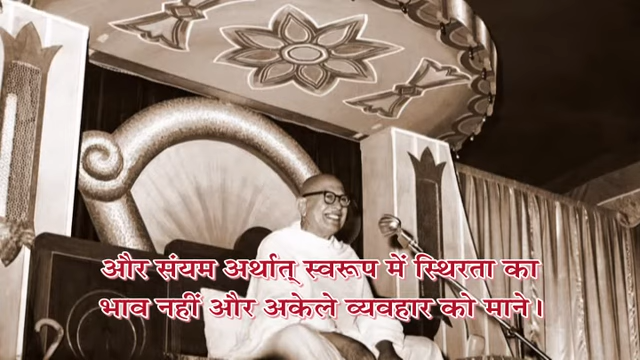 और संयम अर्थात् स्वरूप में स्थिरता का
भाव नहीं और अकेले व्यवहार को माने।